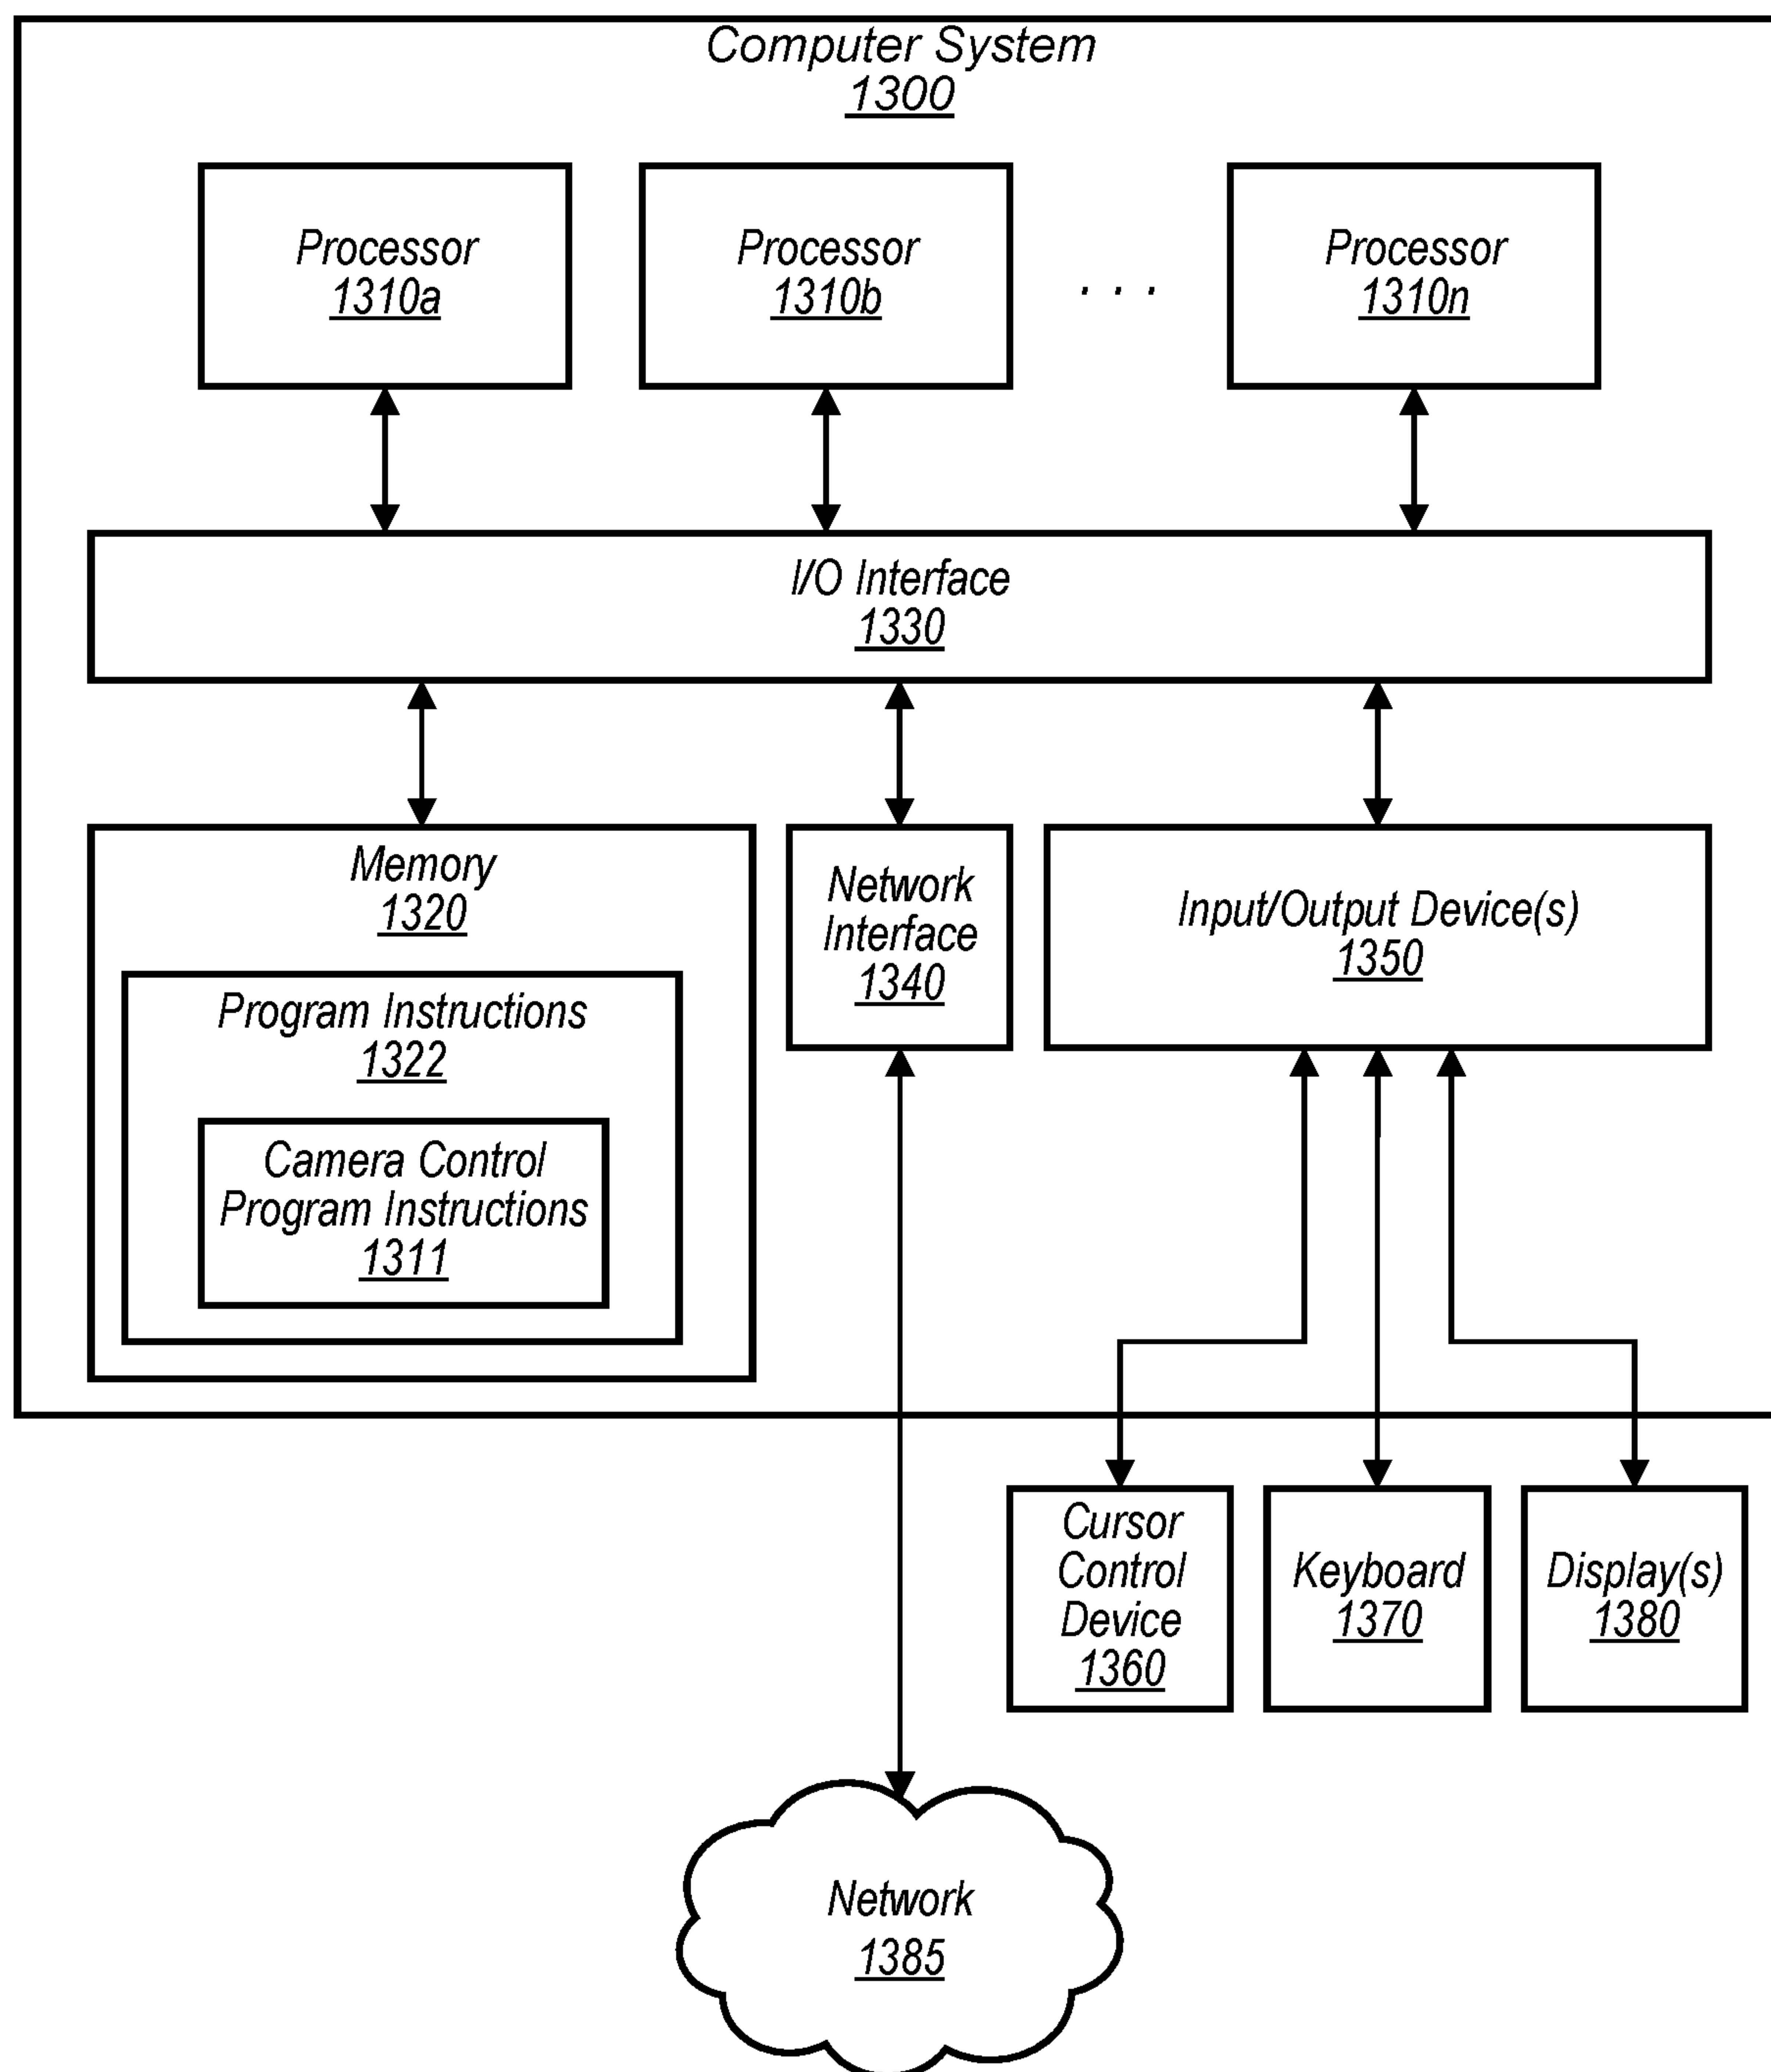 Computer System
1300
Processor
1310a
Processor
1310b
. . .
Processor
1310n
I/O Interface
1330
Memory
1320
Program Instructions
1322
Camera Control
Program Instructions
1311
Network
Interface
1340
Input/Output Device(s)
1350
Cursor
Control
Device
1360
Keyboard
1370
Display(s)
1380
Network
1385